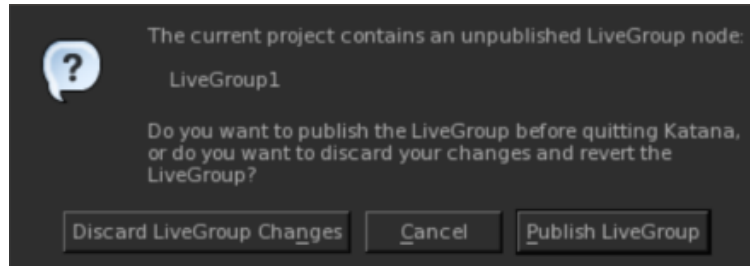 The current project contains an unpublished LiveGroup node:
LiveGroup1
Do you want to publish the LiveGroup before quitting Katana,
or do you want to discard your changes and revert the
LiveGroup?
Discard LiveGroup Changes Cancel Publish LiveGroup